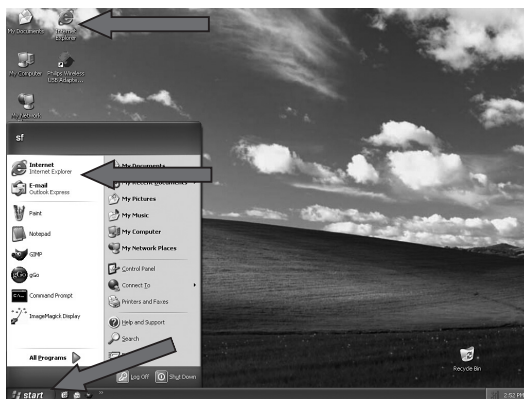 My Documents
Internet
Explorer
My Computer
Philips Wireless
USB Adapte...
My Network
sf
Internet
Internet Explorer
E-mail
Outlook Express
Paint
Notepad
GIMP
gGo
Command Prompt
ImageMagick Display
All Programs
My Documents
My Recent Documents
My Pictures
My Music
My Computer
My Network Places
Control Panel
Connect To
Printers and Faxes
Help and Support
Search
Log Off
Shut Down
Recycle Bin
start
2:52 PM